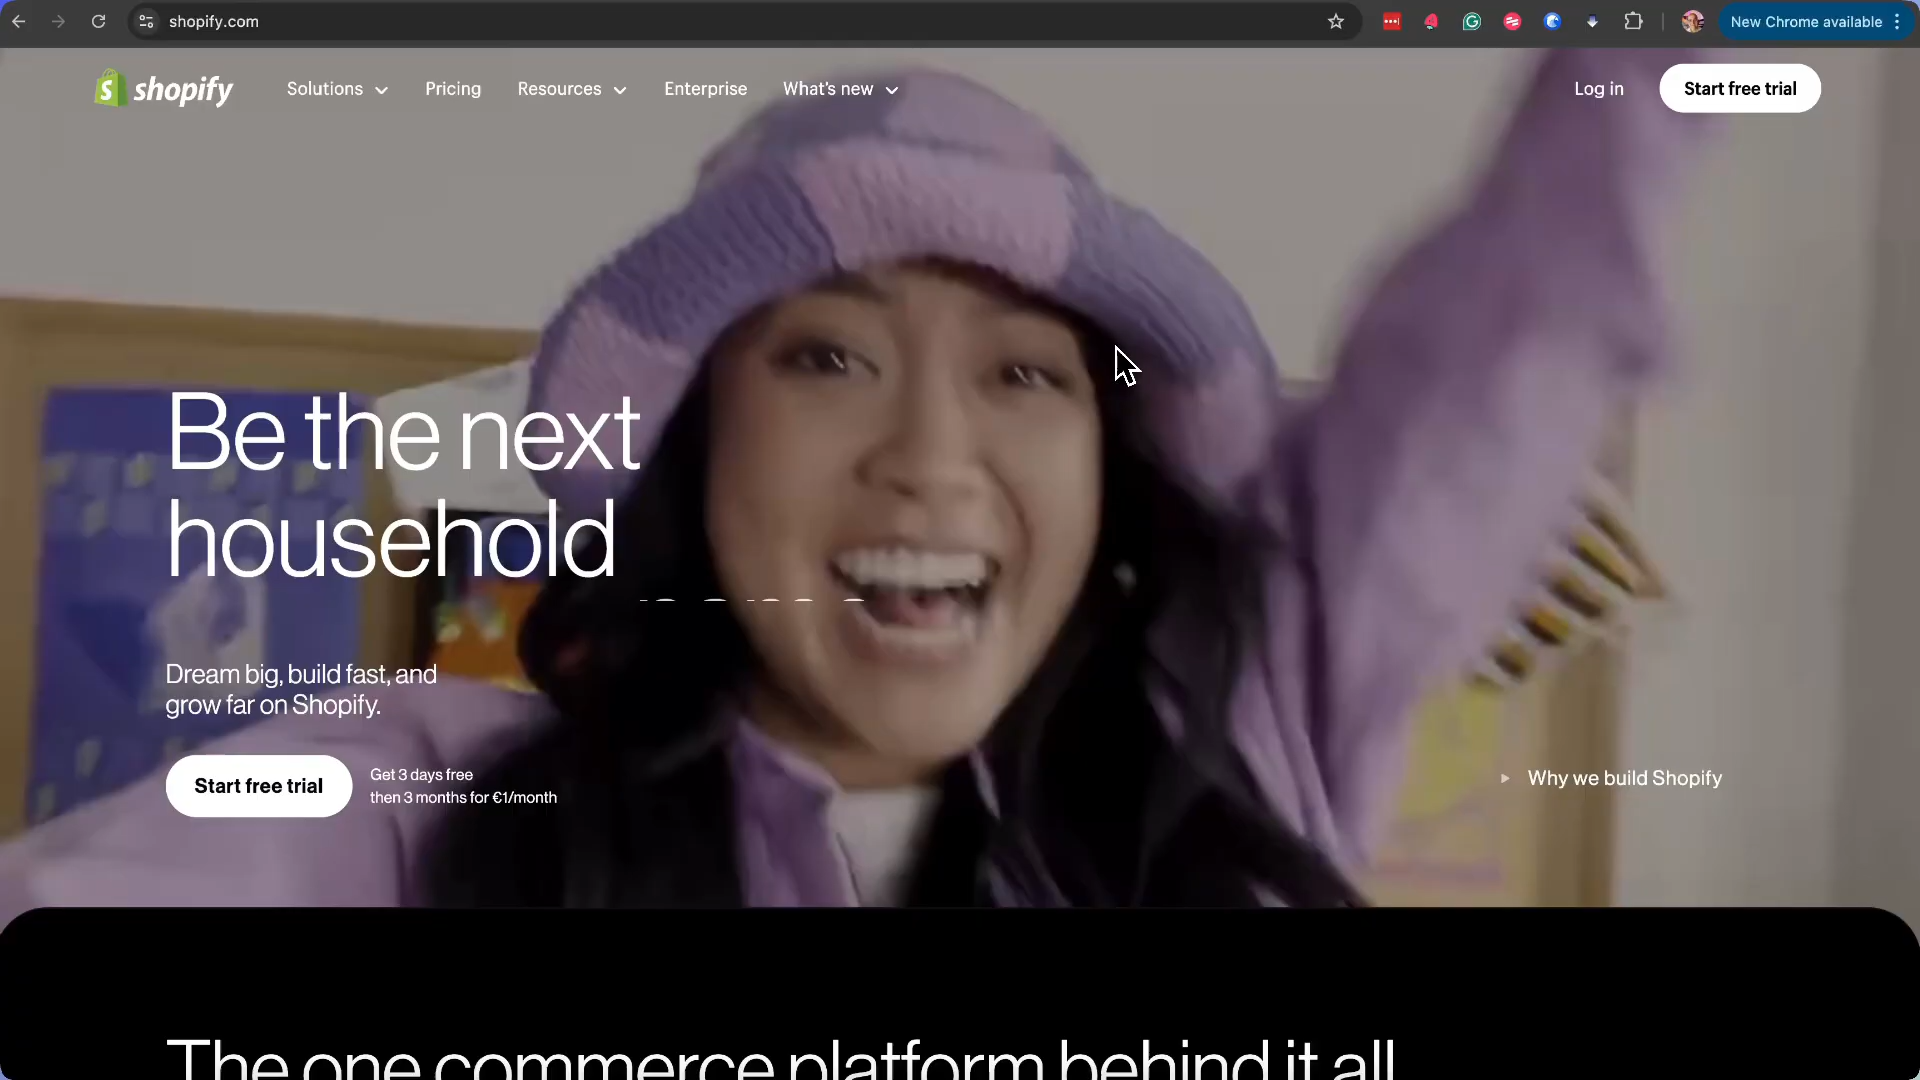 shopify.com
New Chrome available
shopify
Solutions
Pricing
Resources
Enterprise
What's new
Log in
Start free trial
Be the next
household
Dream big, build fast, and
grow far on Shopify.
Start free trial
Get 3 days free
then 3 months for €1/month
Why we build Shopify
The one commerce platform behind it all